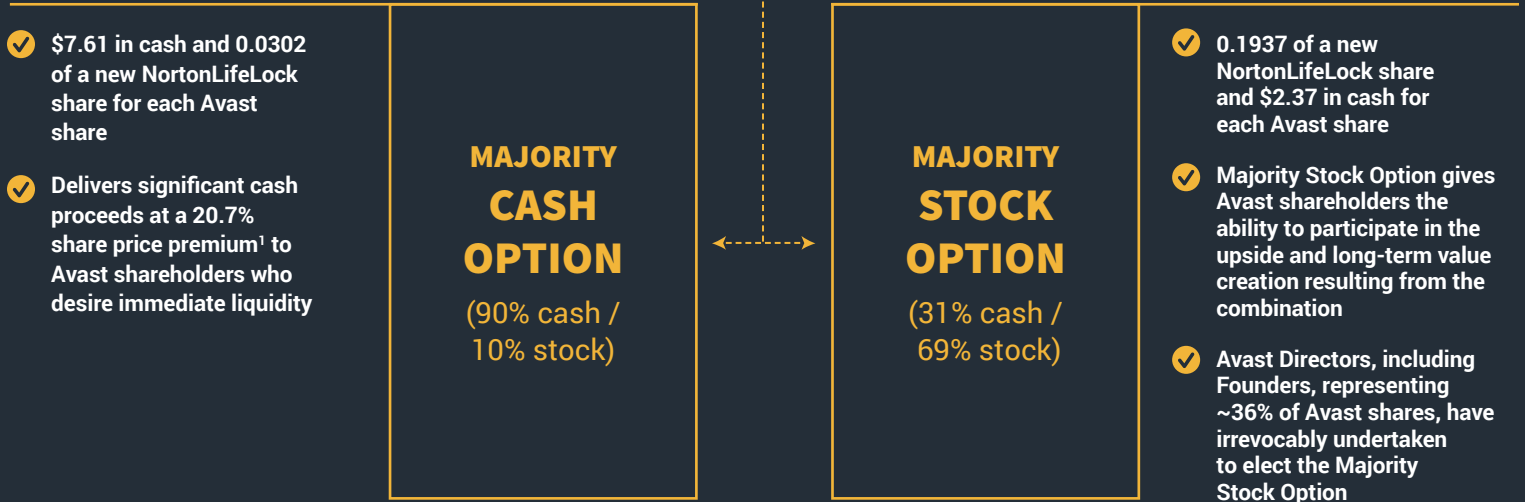 $7.61 in cash and 0.0302
of a new NortonLifeLock
share for each Avast
share
Delivers significant cash
proceeds at a 20.7%
share price premium¹ to
Avast shareholders who
desire immediate liquidity
MAJORITY
CASH
OPTION
(90% cash /
10% stock)
MAJORITY
STOCK
OPTION
(31% cash /
69% stock)
0.1937 of a new
NortonLifeLock share
and $2.37 in cash for
each Avast share
Majority Stock Option gives
Avast shareholders the
ability to participate in the
upside and long-term value
creation resulting from the
combination
Avast Directors, including
Founders, representing
~36% of Avast shares, have
irrevocably undertaken
to elect the Majority
Stock Option